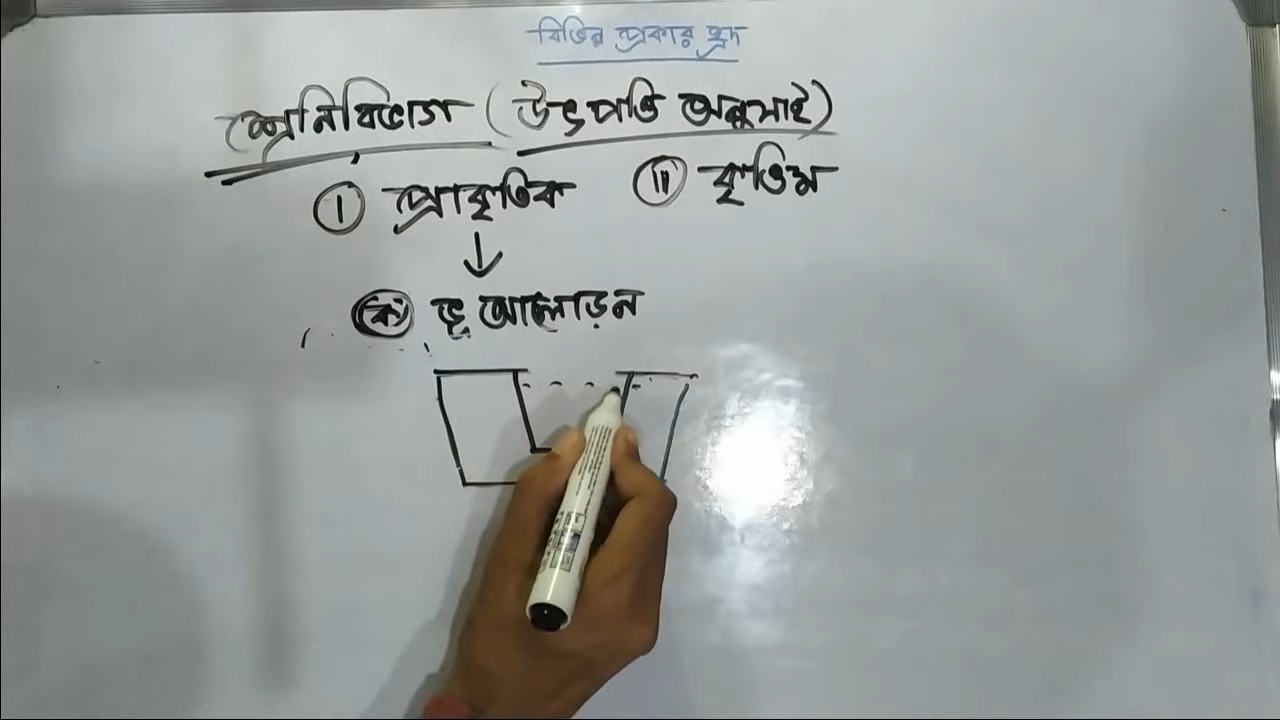 বিভিন্ন প্রকার হ্রদ
শ্রেনিবিভাগ (উৎপত্তি অনুসাই)
i প্রাকৃতিক ii কৃত্তিম
↓
ক ভূ আলোড়ন